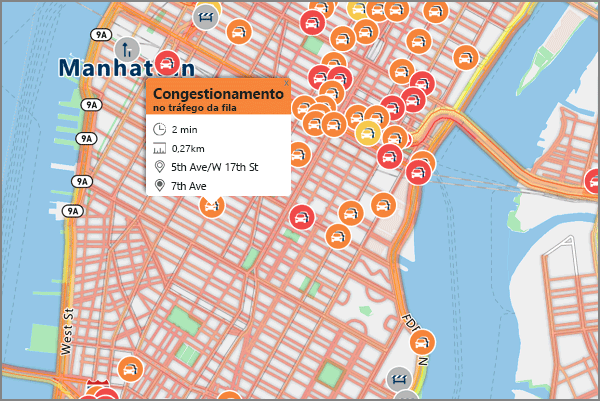 9A
Manhattan
Congestionamento
no tráfego da fila
2 min
0,27km
5th Ave/W 17th St
7th Ave
9A
9A
9A
9A
West St
FD
N